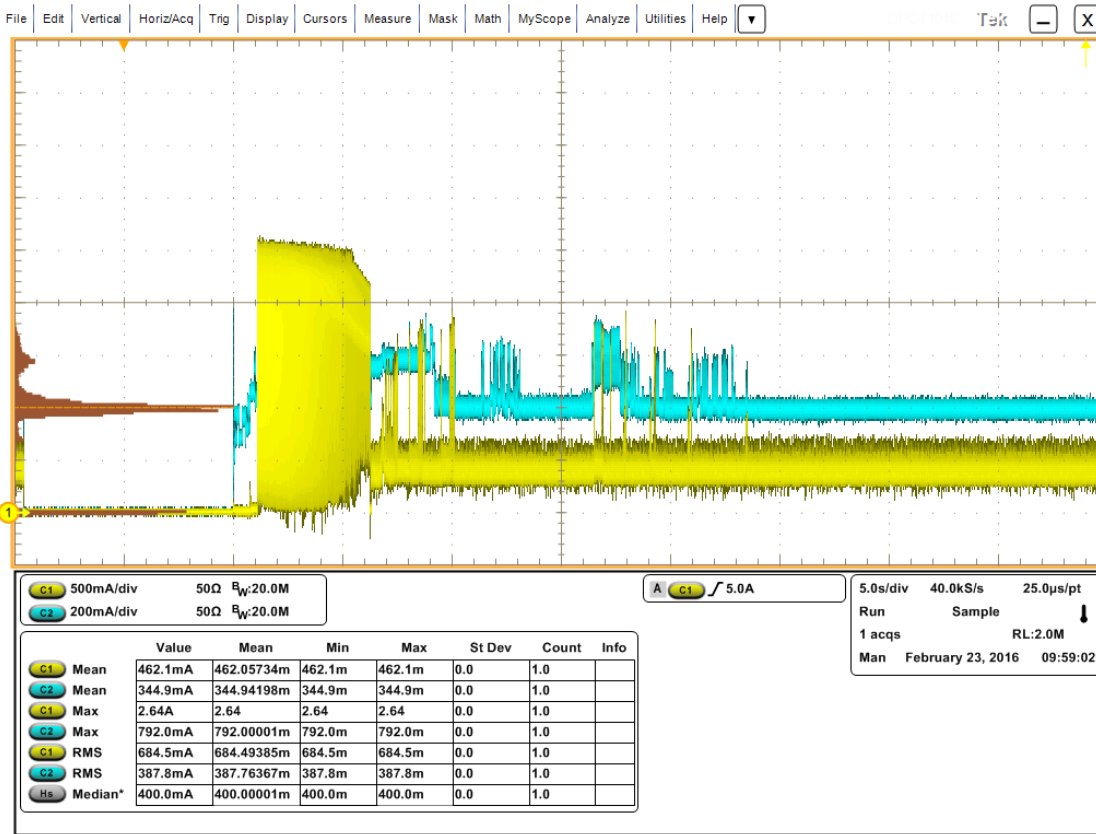 File Edit Vertical Horiz/Acq Trig Display Cursors Measure Mask Math MyScope Analyze Utilities Help ▼ Tek X
1
C1 500mA/div 50Ω BW:20.0M
C2 200mA/div 50Ω BW:20.0M
A C1 5.0A
5.0s/div 40.0kS/s 25.0µs/pt
Run Sample
1 acqs RL:2.0M
Man February 23, 2016 09:59:02
Value Mean Min Max St Dev Count Info
C1 Mean 462.1mA 462.05734m 462.1m 462.1m 0.0 1.0
C2 Mean 344.9mA 344.94198m 344.9m 344.9m 0.0 1.0
C1 Max 2.64A 2.64 2.64 2.64 0.0 1.0
C2 Max 792.0mA 792.00001m 792.0m 792.0m 0.0 1.0
C1 RMS 684.5mA 684.49385m 684.5m 684.5m 0.0 1.0
C2 RMS 387.8mA 387.76367m 387.8m 387.8m 0.0 1.0
Hs Median* 400.0mA 400.00001m 400.0m 400.0m 0.0 1.0